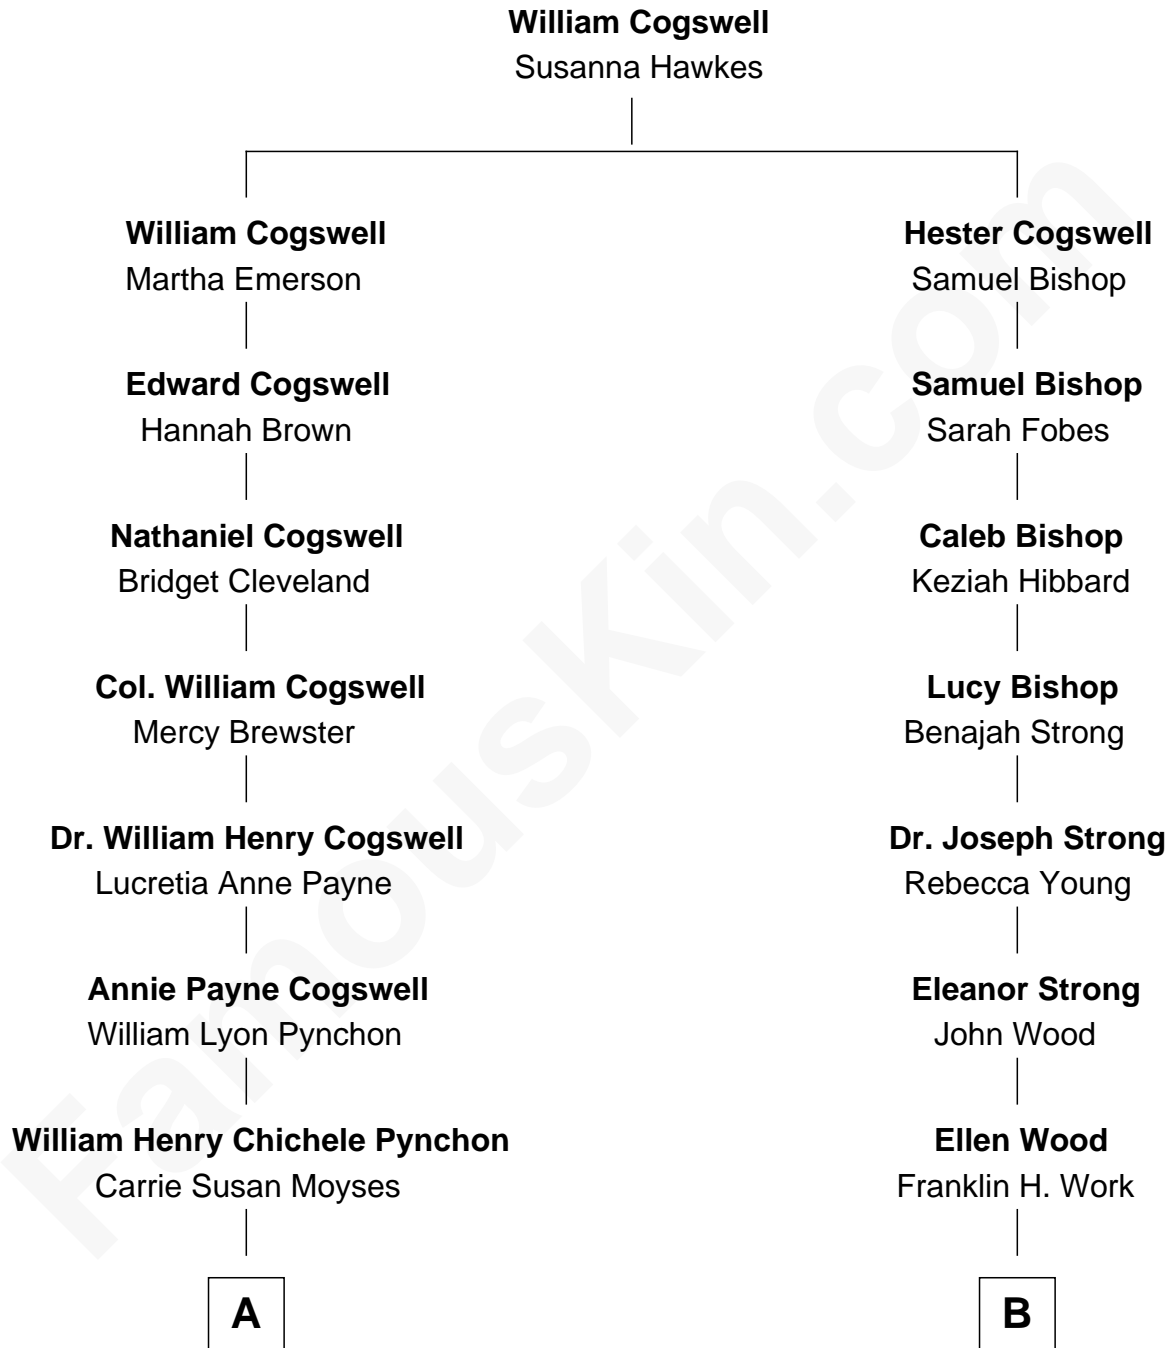 William Cogswell
Susanna Hawkes
William Cogswell
Martha Emerson
Hester Cogswell
Samuel Bishop
Edward Cogswell
Hannah Brown
Samuel Bishop
Sarah Fobes
Nathaniel Cogswell
Bridget Cleveland
Caleb Bishop
Keziah Hibbard
Col. William Cogswell
Mercy Brewster
Lucy Bishop
Benajah Strong
Dr. William Henry Cogswell
Lucretia Anne Payne
Dr. Joseph Strong
Rebecca Young
Annie Payne Cogswell
William Lyon Pynchon
Eleanor Strong
John Wood
William Henry Chichele Pynchon
Carrie Susan Moyses
Ellen Wood
Franklin H. Work
A
B
FamousKin.com